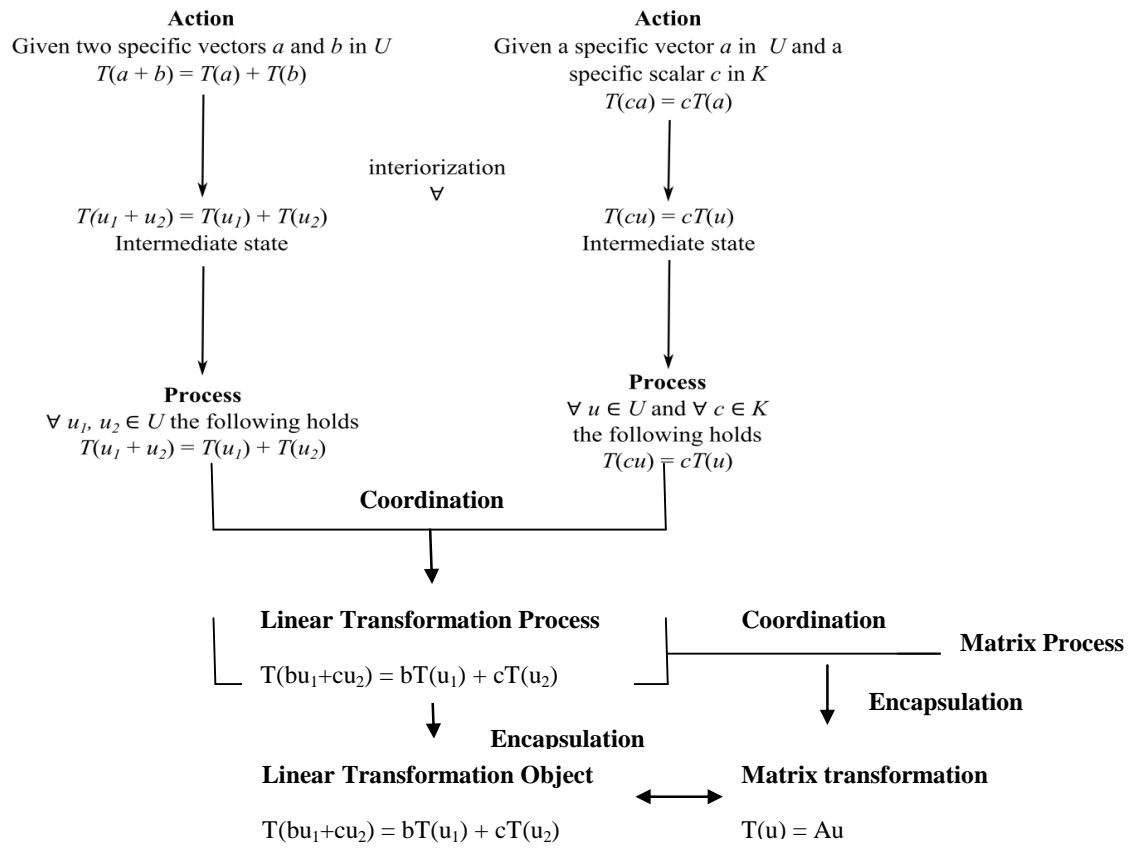 Action
Given two specific vectors a and b in U
T(a + b) = T(a) + T(b)
Action
Given a specific vector a in U and a
specific scalar c in K
T(ca) = cT(a)
interiorization
∀
T(u₁ + u₂) = T(u₁) + T(u₂)
Intermediate state
T(cu) = cT(u)
Intermediate state
Process
∀ u₁, u₂ ∈ U the following holds
T(u₁ + u₂) = T(u₁) + T(u₂)
Process
∀ u ∈ U and ∀ c ∈ K
the following holds
T(cu) = cT(u)
Coordination
Linear Transformation Process
T(bu₁+cu₂) = bT(u₁) + cT(u₂)
Coordination
Matrix Process
Encapsulation
Encapsulation
Linear Transformation Object
T(bu₁+cu₂) = bT(u₁) + cT(u₂)
Matrix transformation
T(u) = Au